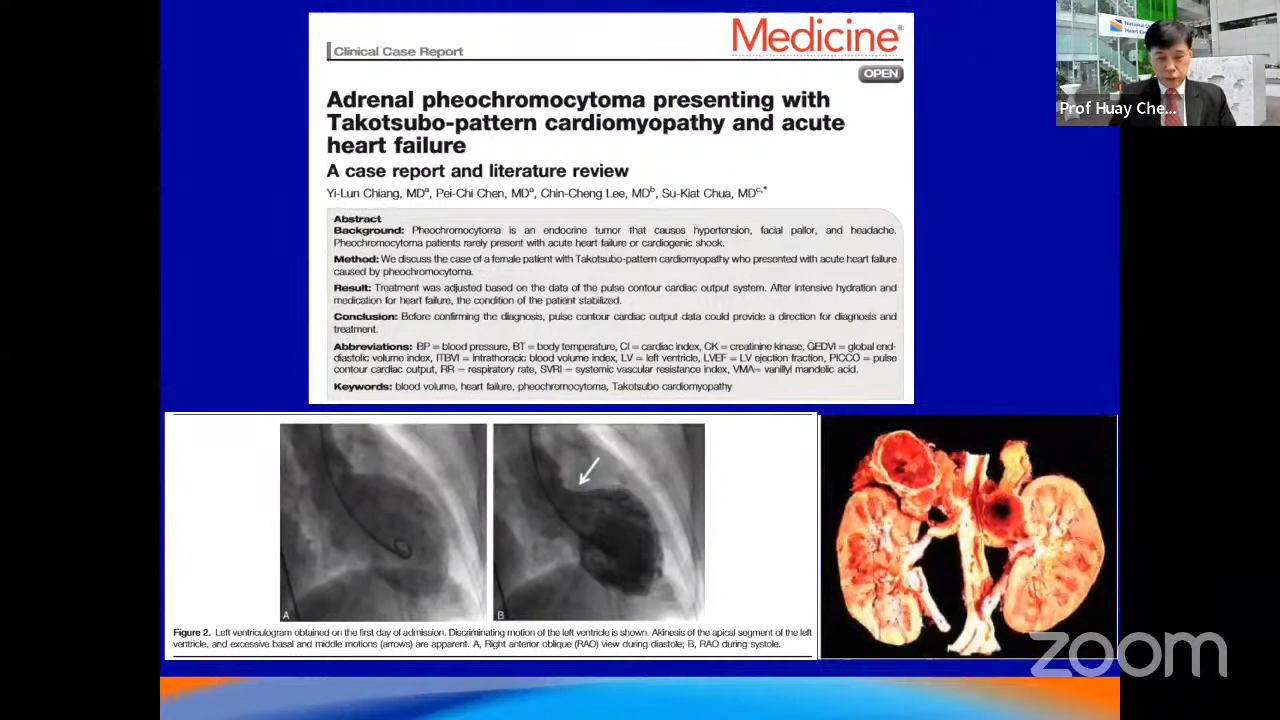 Clinical Case Report
Medicine®
OPEN
Adrenal pheochromocytoma presenting with
Takotsubo-pattern cardiomyopathy and acute
heart failure
A case report and literature review
Yi-Lun Chiang, MDa, Pei-Chi Chen, MDa, Chin-Cheng Lee, MDb, Su-Kiat Chua, MDc,*
Abstract
Background: Pheochromocytoma is an endocrine tumor that causes hypertension, facial pallor, and headache.
Pheochromocytoma patients rarely present with acute heart failure or cardiogenic shock.
Method: We discuss the case of a female patient with Takotsubo-pattern cardiomyopathy who presented with acute heart failure
caused by pheochromocytoma.
Result: Treatment was adjusted based on the data of the pulse contour cardiac output system. After intensive hydration and
medication for heart failure, the condition of the patient stabilized.
Conclusion: Before confirming the diagnosis, pulse contour cardiac output data could provide a direction for diagnosis and
treatment.
Abbreviations: BP = blood pressure, BT = body temperature, CI = cardiac index, CK = creatinine kinase, GEDVI = global end-
diastolic volume index, ITBVI = intrathoracic blood volume index, LV = left ventricle, LVEF = LV ejection fraction, PICCO = pulse
contour cardiac output, RR = respiratory rate, SVRI = systemic vascular resistance index, VMA= vanillyl mandelic acid.
Keywords: blood volume, heart failure, pheochromocytoma, Takotsubo cardiomyopathy
A
B
Figure 2. Left ventriculogram obtained on the first day of admission. Discriminating motion of the left ventricle is shown. Akinesis of the apical segment of the left
ventricle, and excessive basal and middle motions (arrows) are apparent. A, Right anterior oblique (RAO) view during diastole; B, RAO during systole.
National
Heart
Prof Huay Che...
zoom